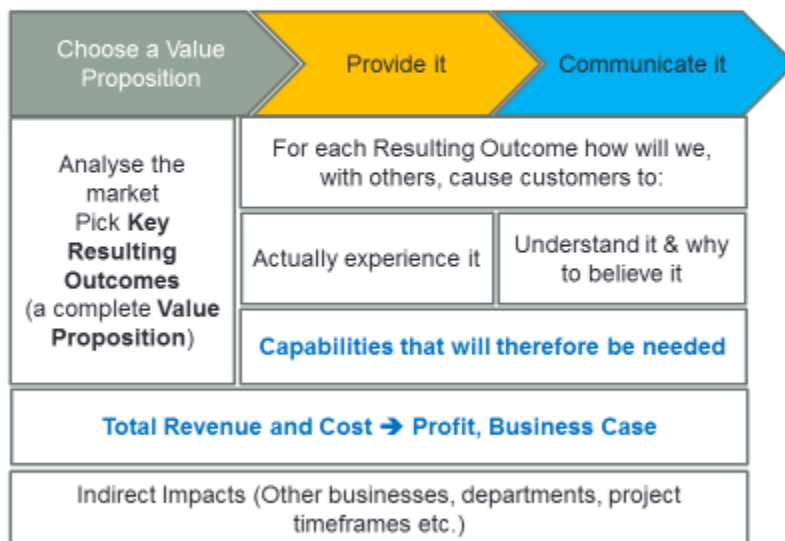 Choose a Value
Proposition
Provide it
Communicate it
Analyse the
market
Pick Key
Resulting
Outcomes
(a complete Value
Proposition)
For each Resulting Outcome how will we,
with others, cause customers to:
Actually experience it
Understand it & why
to believe it
Capabilities that will therefore be needed
Total Revenue and Cost ➔ Profit, Business Case
Indirect Impacts (Other businesses, departments, project
timeframes etc.)